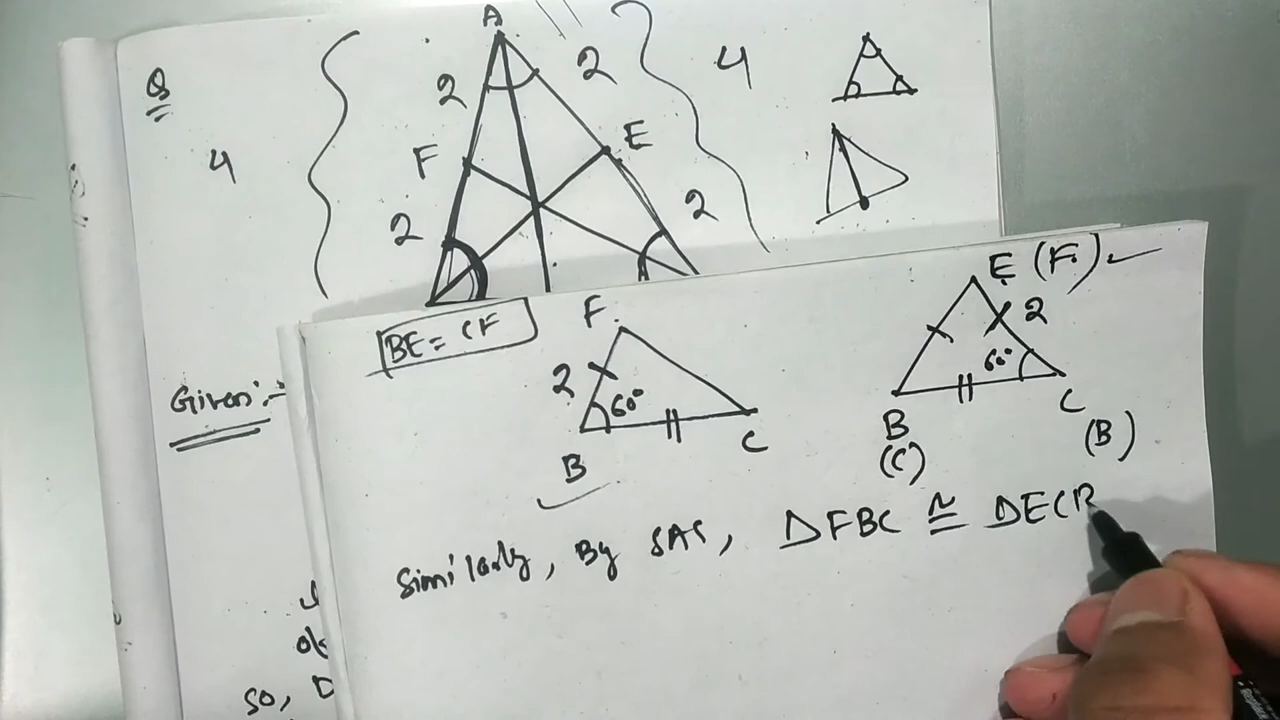 Q
A
2 2 4
F E
4
2 2
Given:-
so, D
BE = CF
F.
2 60°
B C
E (F.)
2
60°
B C
(C) (B)
Similarly, By SAS, ΔFBC ≅ ΔECB